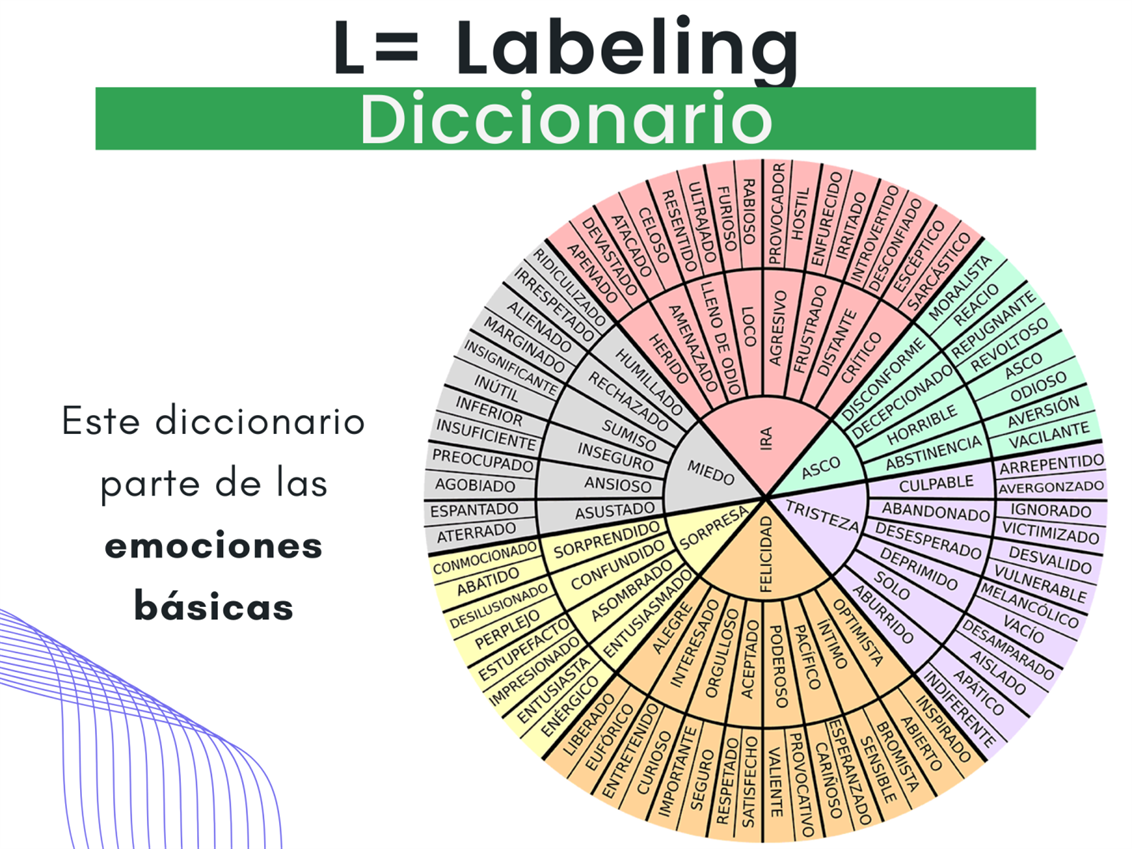 L= Labeling
Diccionario
Este diccionario
parte de las
emociones
básicas
IRA
HERIDO
AMENAZADO
LLENO DE ODIO
LOCO
AGRESIVO
FRUSTRADO
DISTANTE
CRÍTICO
APENADO
DEVASTADO
ATACADO
CELOSO
RESENTIDO
ULTRAJADO
FURIOSO
RABIOSO
PROVOCADOR
HOSTIL
ENFURECIDO
IRRITADO
INTROVERTIDO
DESCONFIADO
ESCÉPTICO
SARCÁSTICO
ASCO
DISCONFORME
DECEPCIONADO
HORRIBLE
ABSTINENCIA
MORALISTA
REACIO
REPUGNANTE
REVOLTOSO
ASCO
ODIOSO
AVERSIÓN
VACILANTE
TRISTEZA
CULPABLE
ABANDONADO
DESESPERADO
DEPRIMIDO
SOLO
ABURRIDO
ARREPENTIDO
AVERGONZADO
IGNORADO
VICTIMIZADO
DESVALIDO
VULNERABLE
MELANCÓLICO
VACÍO
DESAMPARADO
AISLADO
APÁTICO
INDIFERENTE
FELICIDAD
OPTIMISTA
ÍNTIMO
PACÍFICO
PODEROSO
ACEPTADO
ORGULLOSO
INTERESADO
ALEGRE
INSPIRADO
ABIERTO
BROMISTA
SENSIBLE
ESPERANZADO
CARIÑOSO
PROVOCATIVO
VALIENTE
SATISFECHO
RESPETADO
SEGURO
IMPORTANTE
CURIOSO
ENTRETENIDO
EUFÓRICO
LIBERADO
SORPRESA
ENTUSIASMADO
ASOMBRADO
CONFUNDIDO
SORPRENDIDO
ENÉRGICO
ENTUSIASTA
IMPRESIONADO
ESTUPEFACTO
PERPLEJO
DESILUSIONADO
ABATIDO
CONMOCIONADO
MIEDO
ASUSTADO
ANSIOSO
INSEGURO
SUMISO
RECHAZADO
HUMILLADO
ATERRADO
ESPANTADO
AGOBIADO
PREOCUPADO
INSUFICIENTE
INFERIOR
INÚTIL
INSIGNIFICANTE
MARGINADO
ALIENADO
IRRESPETADO
RIDICULIZADO